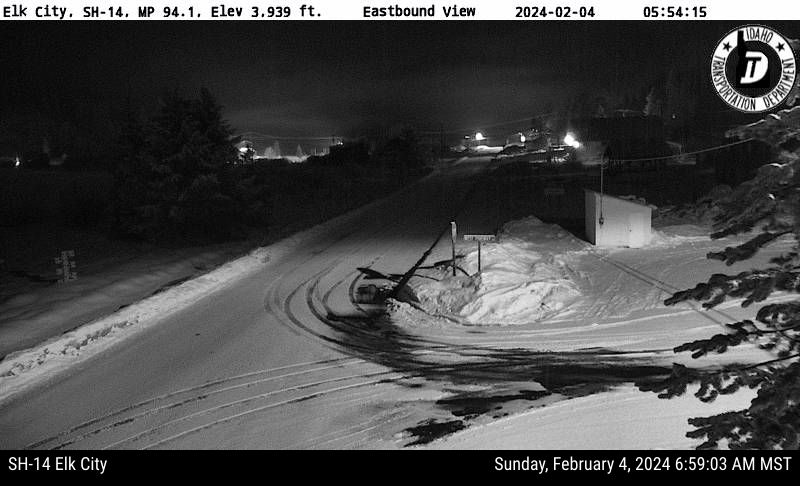 Elk City, SH-14, MP 94.1, Elev 3,939 ft. Eastbound View 2024-02-04 05:54:15
IDAHO
TRANSPORTATION DEPARTMENT
SH-14 Elk City Sunday, February 4, 2024 6:59:03 AM MST